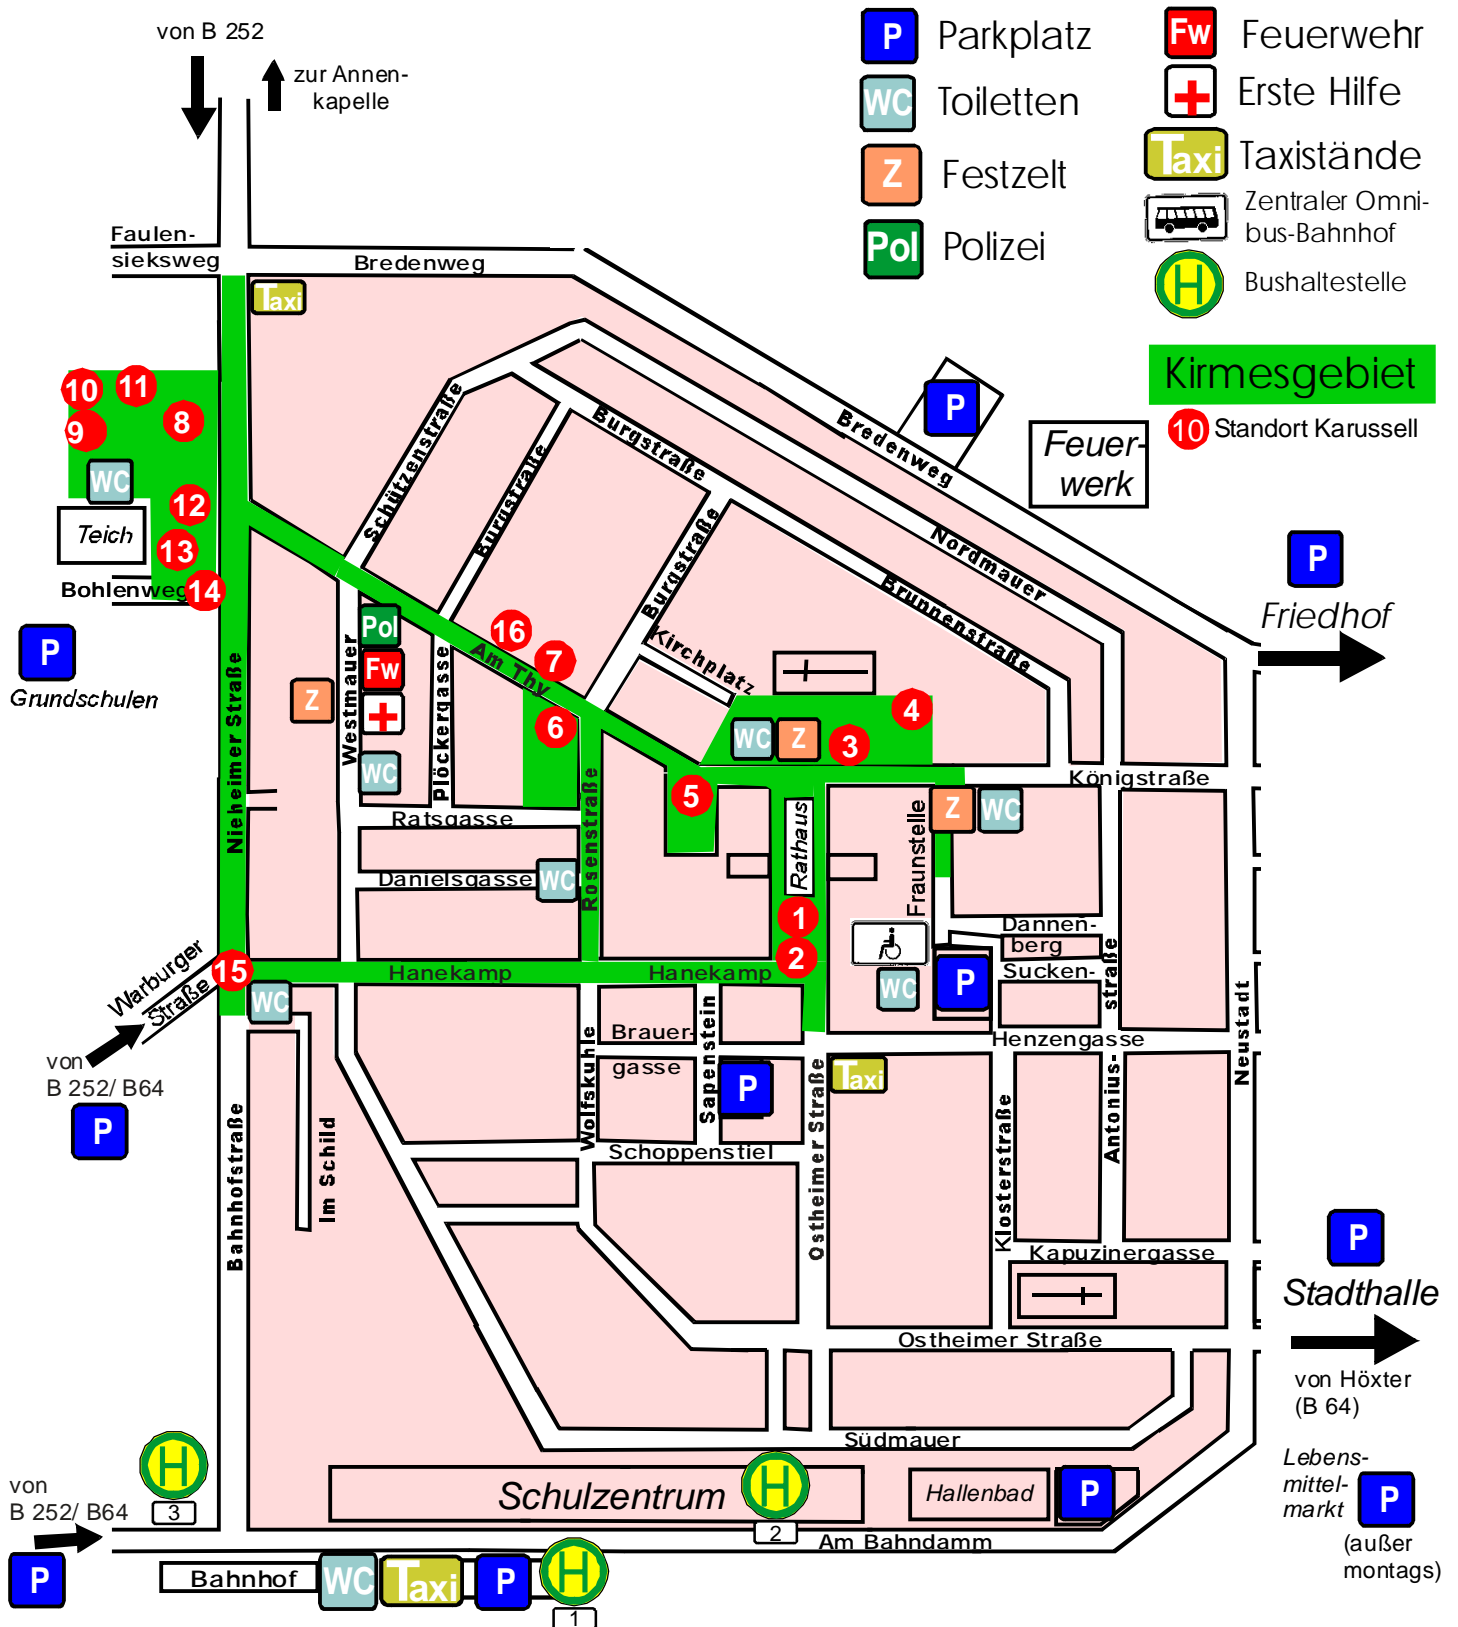 von B 252
zur Annen-
kapelle
P Parkplatz
WC Toiletten
Z Festzelt
Pol Polizei
Fw Feuerwehr
Erste Hilfe
Taxi Taxistände
Zentraler Omni-
bus-Bahnhof
H Bushaltestelle
Kirmesgebiet
10 Standort Karussell
Faulen-
sieksweg
Bredenweg
Taxi
10
11
8
9
WC
12
Teich
13
Bohlenweg
14
P
Grundschulen
Schützenstraße
Burgstraße
Burgstraße
Burgstraße
Bredenweg
P
Feuer-
werk
Nordmauer
Brunnenstraße
P
Friedhof
Nieheimer Straße
Westmauer
Pol
Fw
Z
WC
Plöckergasse
16
7
Am Thy
6
Kirchplatz
4
WC
Z
3
5
Königstraße
Ratsgasse
Rosenstraße
Rathaus
Fraunstelle
Z
WC
Danielsgasse
WC
1
2
Dannen-
berg
Sucken-
P
WC
Warburger
Straße
15
WC
Hanekamp
Hanekamp
von
B 252/ B64
P
Brauer-
gasse
Wolfskuhle
Sapenstein
P
Henzengasse
Taxi
Antonius-
straße
Neustadt
Bahnhofstraße
Im Schild
Schoppenstiel
Ostheimer Straße
Klosterstraße
Kapuzinergasse
P
Stadthalle
von Höxter
(B 64)
Ostheimer Straße
Südmauer
H
3
von
B 252/ B64
P
Schulzentrum
H
2
Hallenbad
P
Lebens-
mittel-
markt
P
(außer
montags)
Am Bahndamm
Bahnhof
WC
Taxi
P
H
1